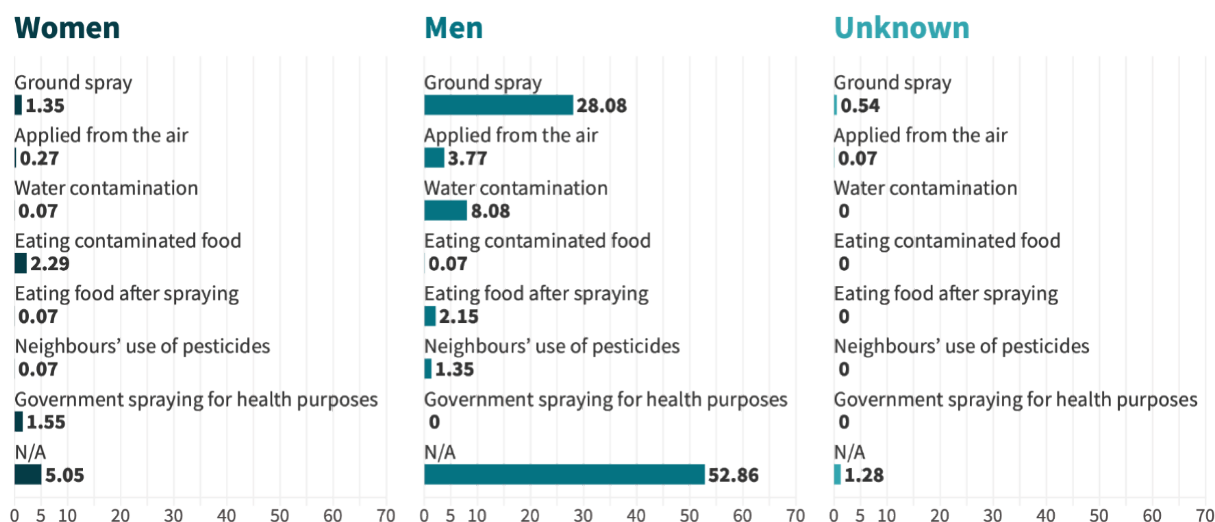 Women
Ground spray
1.35
Applied from the air
0.27
Water contamination
0.07
Eating contaminated food
2.29
Eating food after spraying
0.07
Neighbours’ use of pesticides
0.07
Government spraying for health purposes
1.55
N/A
5.05
0 5 10 20 30 40 50 60 70
Men
Ground spray
28.08
Applied from the air
3.77
Water contamination
8.08
Eating contaminated food
0.07
Eating food after spraying
2.15
Neighbours’ use of pesticides
1.35
Government spraying for health purposes
0
N/A
52.86
0 5 10 20 30 40 50 60 70
Unknown
Ground spray
0.54
Applied from the air
0.07
Water contamination
0
Eating contaminated food
0
Eating food after spraying
0
Neighbours’ use of pesticides
0
Government spraying for health purposes
0
N/A
1.28
0 5 10 20 30 40 50 60 70